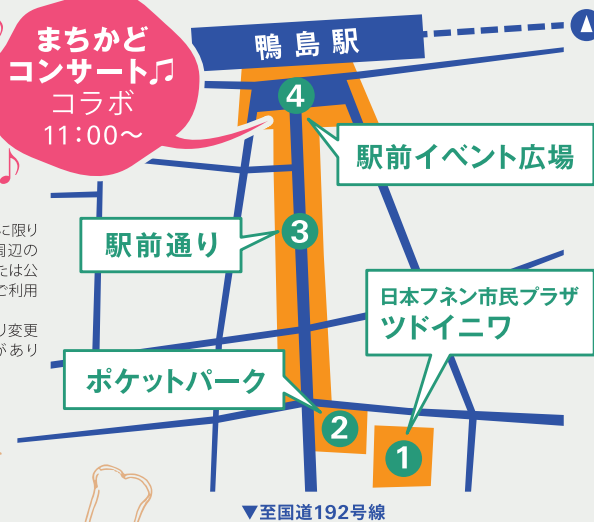 まちかど
コンサート♫
コラボ
11：00～
鴨島駅
4
駅前イベント広場
3
駅前通り
日本フネン市民プラザ
ツドイニワ
ポケットパーク
2
1
に限り
周辺の
には公
ご利用
り変更
があり
▼至国道192号線